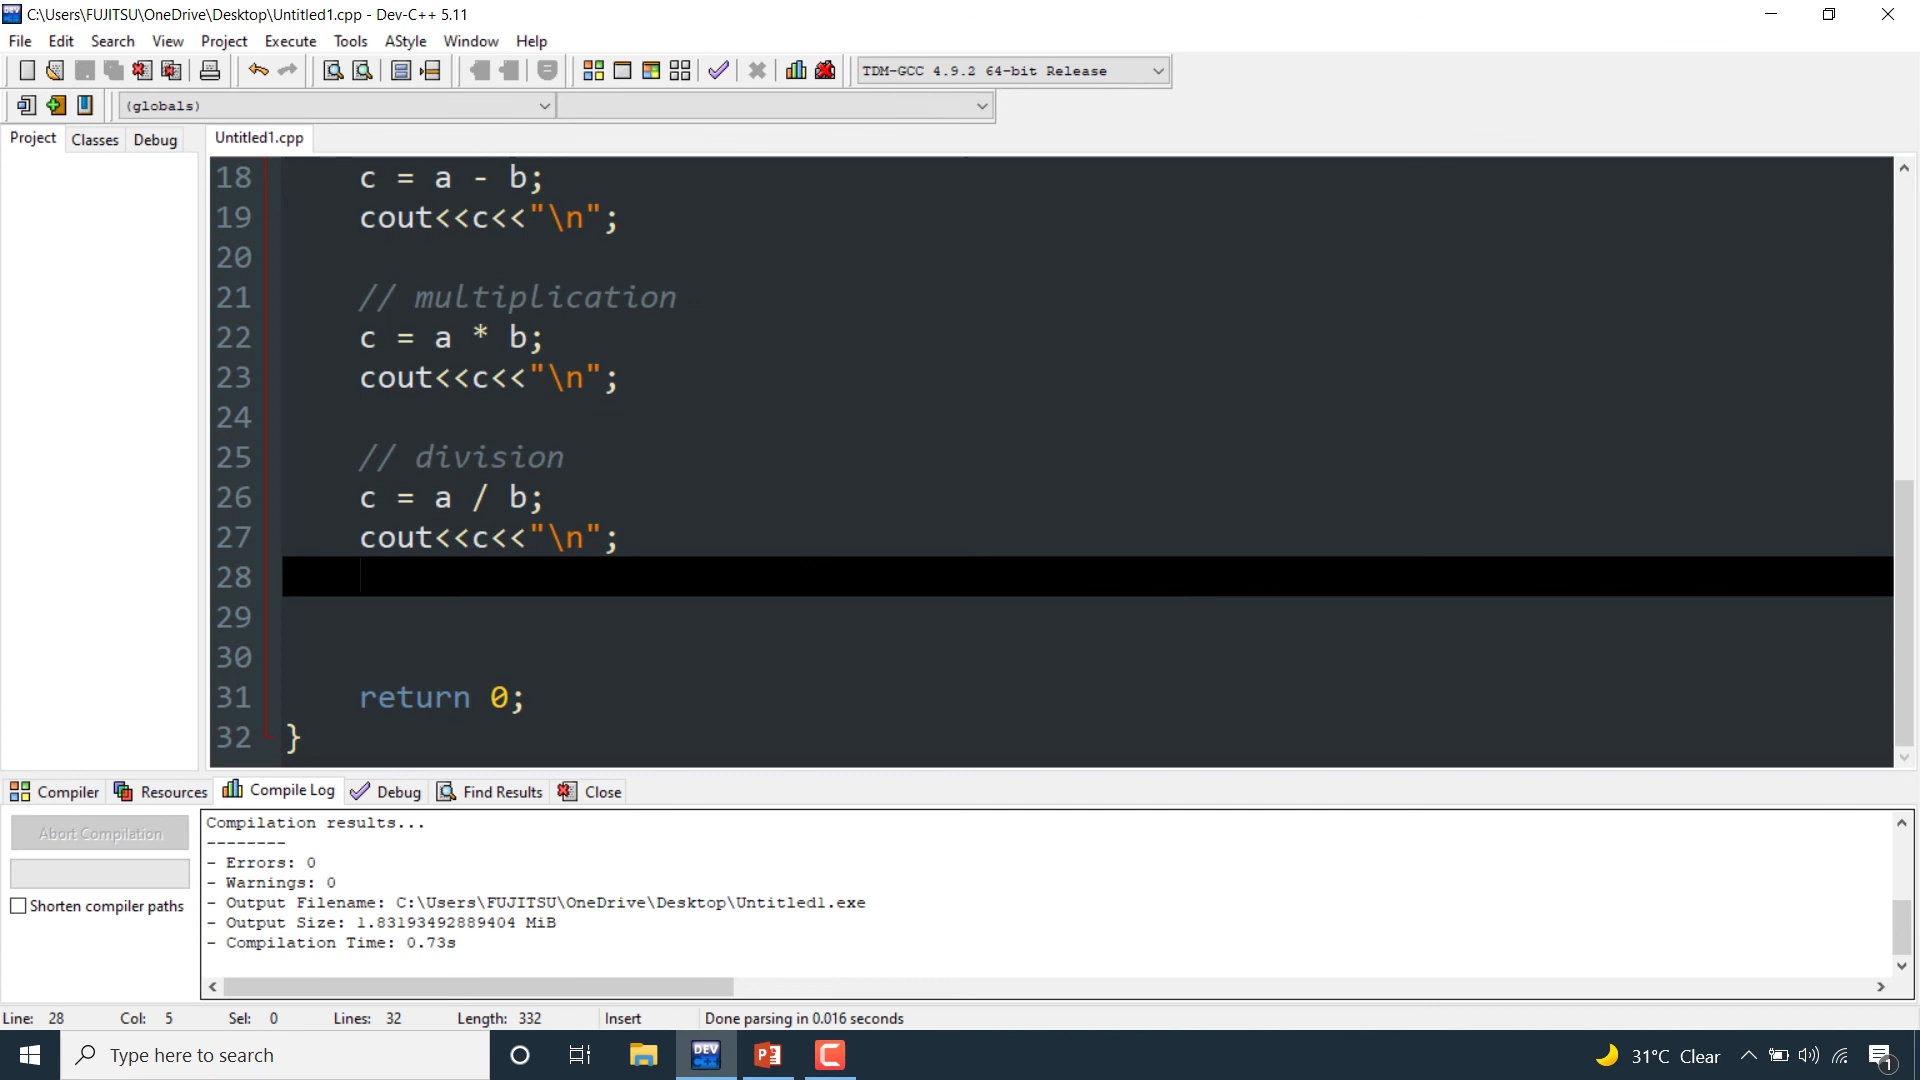 C:\Users\FUJITSU\OneDrive\Desktop\Untitled1.cpp - Dev-C++ 5.11
File Edit Search View Project Execute Tools AStyle Window Help
TDM-GCC 4.9.2 64-bit Release
(globals)
Project Classes Debug Untitled1.cpp
18 c = a - b;
19 cout<<c<<"\n";
20
21 // multiplication
22 c = a * b;
23 cout<<c<<"\n";
24
25 // division
26 c = a / b;
27 cout<<c<<"\n";
28
29
30
31 return 0;
32 }
Compiler Resources Compile Log Debug Find Results Close
Abort Compilation
Shorten compiler paths
Compilation results...
--------
- Errors: 0
- Warnings: 0
- Output Filename: C:\Users\FUJITSU\OneDrive\Desktop\Untitled1.exe
- Output Size: 1.83193492889404 MiB
- Compilation Time: 0.73s
Line: 28 Col: 5 Sel: 0 Lines: 32 Length: 332 Insert Done parsing in 0.016 seconds
Type here to search
DEV C++
31°C Clear
1